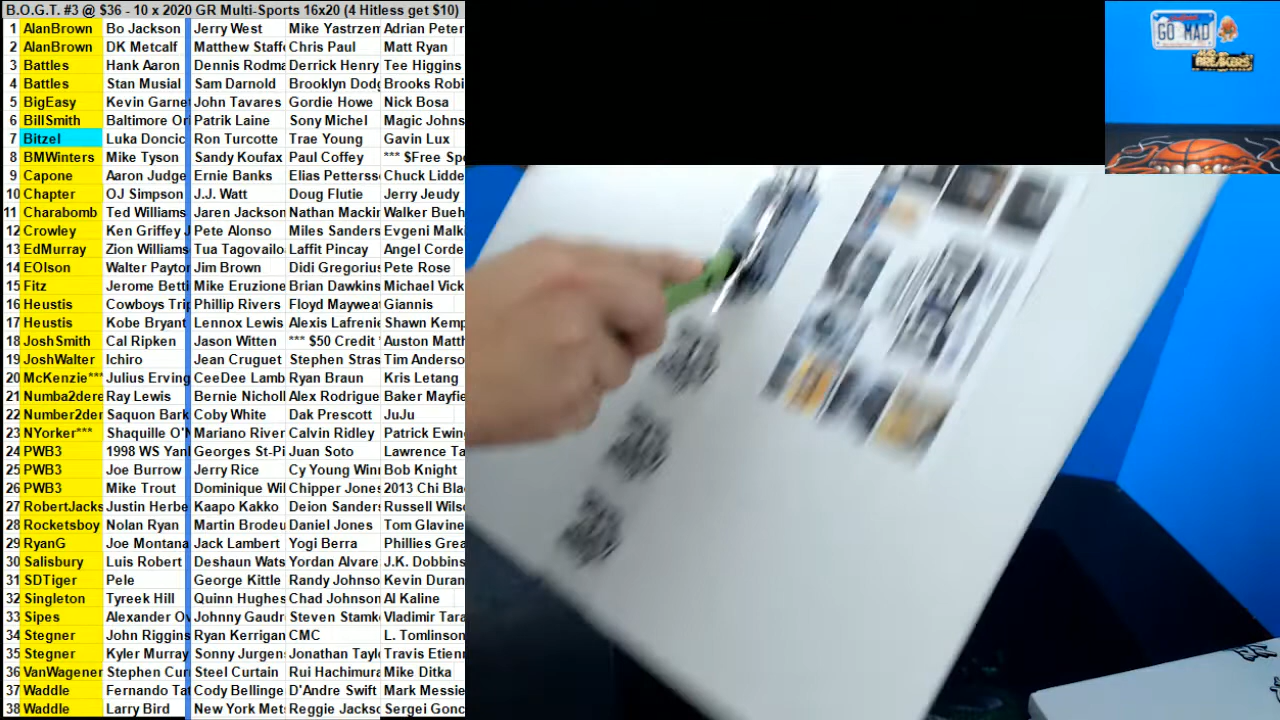 B.O.G.T. #3 @ $36 - 10 x 2020 GR Multi-Sports 16x20 (4 Hitless get $10)
1 AlanBrown Bo Jackson Jerry West Mike Yastrzem Adrian Peter
2 AlanBrown DK Metcalf Matthew Staff Chris Paul Matt Ryan
3 Battles Hank Aaron Dennis Rodma Derrick Henry Tee Higgins
4 Battles Stan Musial Sam Darnold Brooklyn Dodg Brooks Robi
5 BigEasy Kevin Garne John Tavares Gordie Howe Nick Bosa
6 BillSmith Baltimore Ori Patrik Laine Sony Michel Magic Johns
7 Bitzel Luka Doncic Ron Turcotte Trae Young Gavin Lux
8 BMWinters Mike Tyson Sandy Koufax Paul Coffey *** $Free Spo
9 Capone Aaron Judge Ernie Banks Elias Petterss Chuck Lidde
10 Chapter OJ Simpson J.J. Watt Doug Flutie Jerry Jeudy
11 Charabomb Ted Williams Jaren Jackson Nathan Mackin Walker Bueh
12 Crowley Ken Griffey J Pete Alonso Miles Sanders Evgeni Malki
13 EdMurray Zion Williams Tua Tagovailo Laffit Pincay Angel Corde
14 EOlson Walter Payto Jim Brown Didi Gregoriu Pete Rose
15 Fitz Jerome Betti Mike Eruzione Brian Dawkins Michael Vick
16 Heustis Cowboys Trip Phillip Rivers Floyd Mayweat Giannis
17 Heustis Kobe Bryant Lennox Lewis Alexis Lafrenie Shawn Kemp
18 JoshSmith Cal Ripken Jason Witten *** $50 Credit * Auston Matth
19 JoshWalter Ichiro Jean Cruguet Stephen Stras Tim Anderso
20 McKenzie*** Julius Erving CeeDee Lamb Ryan Braun Kris Letang
21 Numba2dere Ray Lewis Bernie Nicholl Alex Rodrigue Baker Mayfie
22 Number2der Saquon Bark Coby White Dak Prescott JuJu
23 NYorker*** Shaquille O'N Mariano River Calvin Ridley Patrick Ewing
24 PWB3 1998 WS Yan Georges St-Pi Juan Soto Lawrence Ta
25 PWB3 Joe Burrow Jerry Rice Cy Young Win Bob Knight
26 PWB3 Mike Trout Dominique Wil Chipper Jones 2013 Chi Bla
27 RobertJacks Justin Herbe Kaapo Kakko Deion Sanders Russell Wils
28 Rocketsboy Nolan Ryan Martin Brodeu Daniel Jones Tom Glavine
29 RyanG Joe Montana Jack Lambert Yogi Berra Phillies Grea
30 Salisbury Luis Robert Deshaun Wats Yordan Alvare J.K. Dobbins
31 SDTiger Pele George Kittle Randy Johnso Kevin Duran
32 Singleton Tyreek Hill Quinn Hughes Chad Johnson Al Kaline
33 Sipes Alexander Ov Johnny Gaudr Steven Stamk Vladimir Tara
34 Stegner John Riggins Ryan Kerrigan CMC L. Tomlinson
35 Stegner Kyler Murray Sonny Jurgen Jonathan Tayl Travis Etien
36 VanWagener Stephen Cur Steel Curtain Rui Hachimura Mike Ditka
37 Waddle Fernando Tat Cody Bellinge D'Andre Swift Mark Messie
38 Waddle Larry Bird New York Met Reggie Jackso Sergei Gonc
GO MAD
BREAKERS